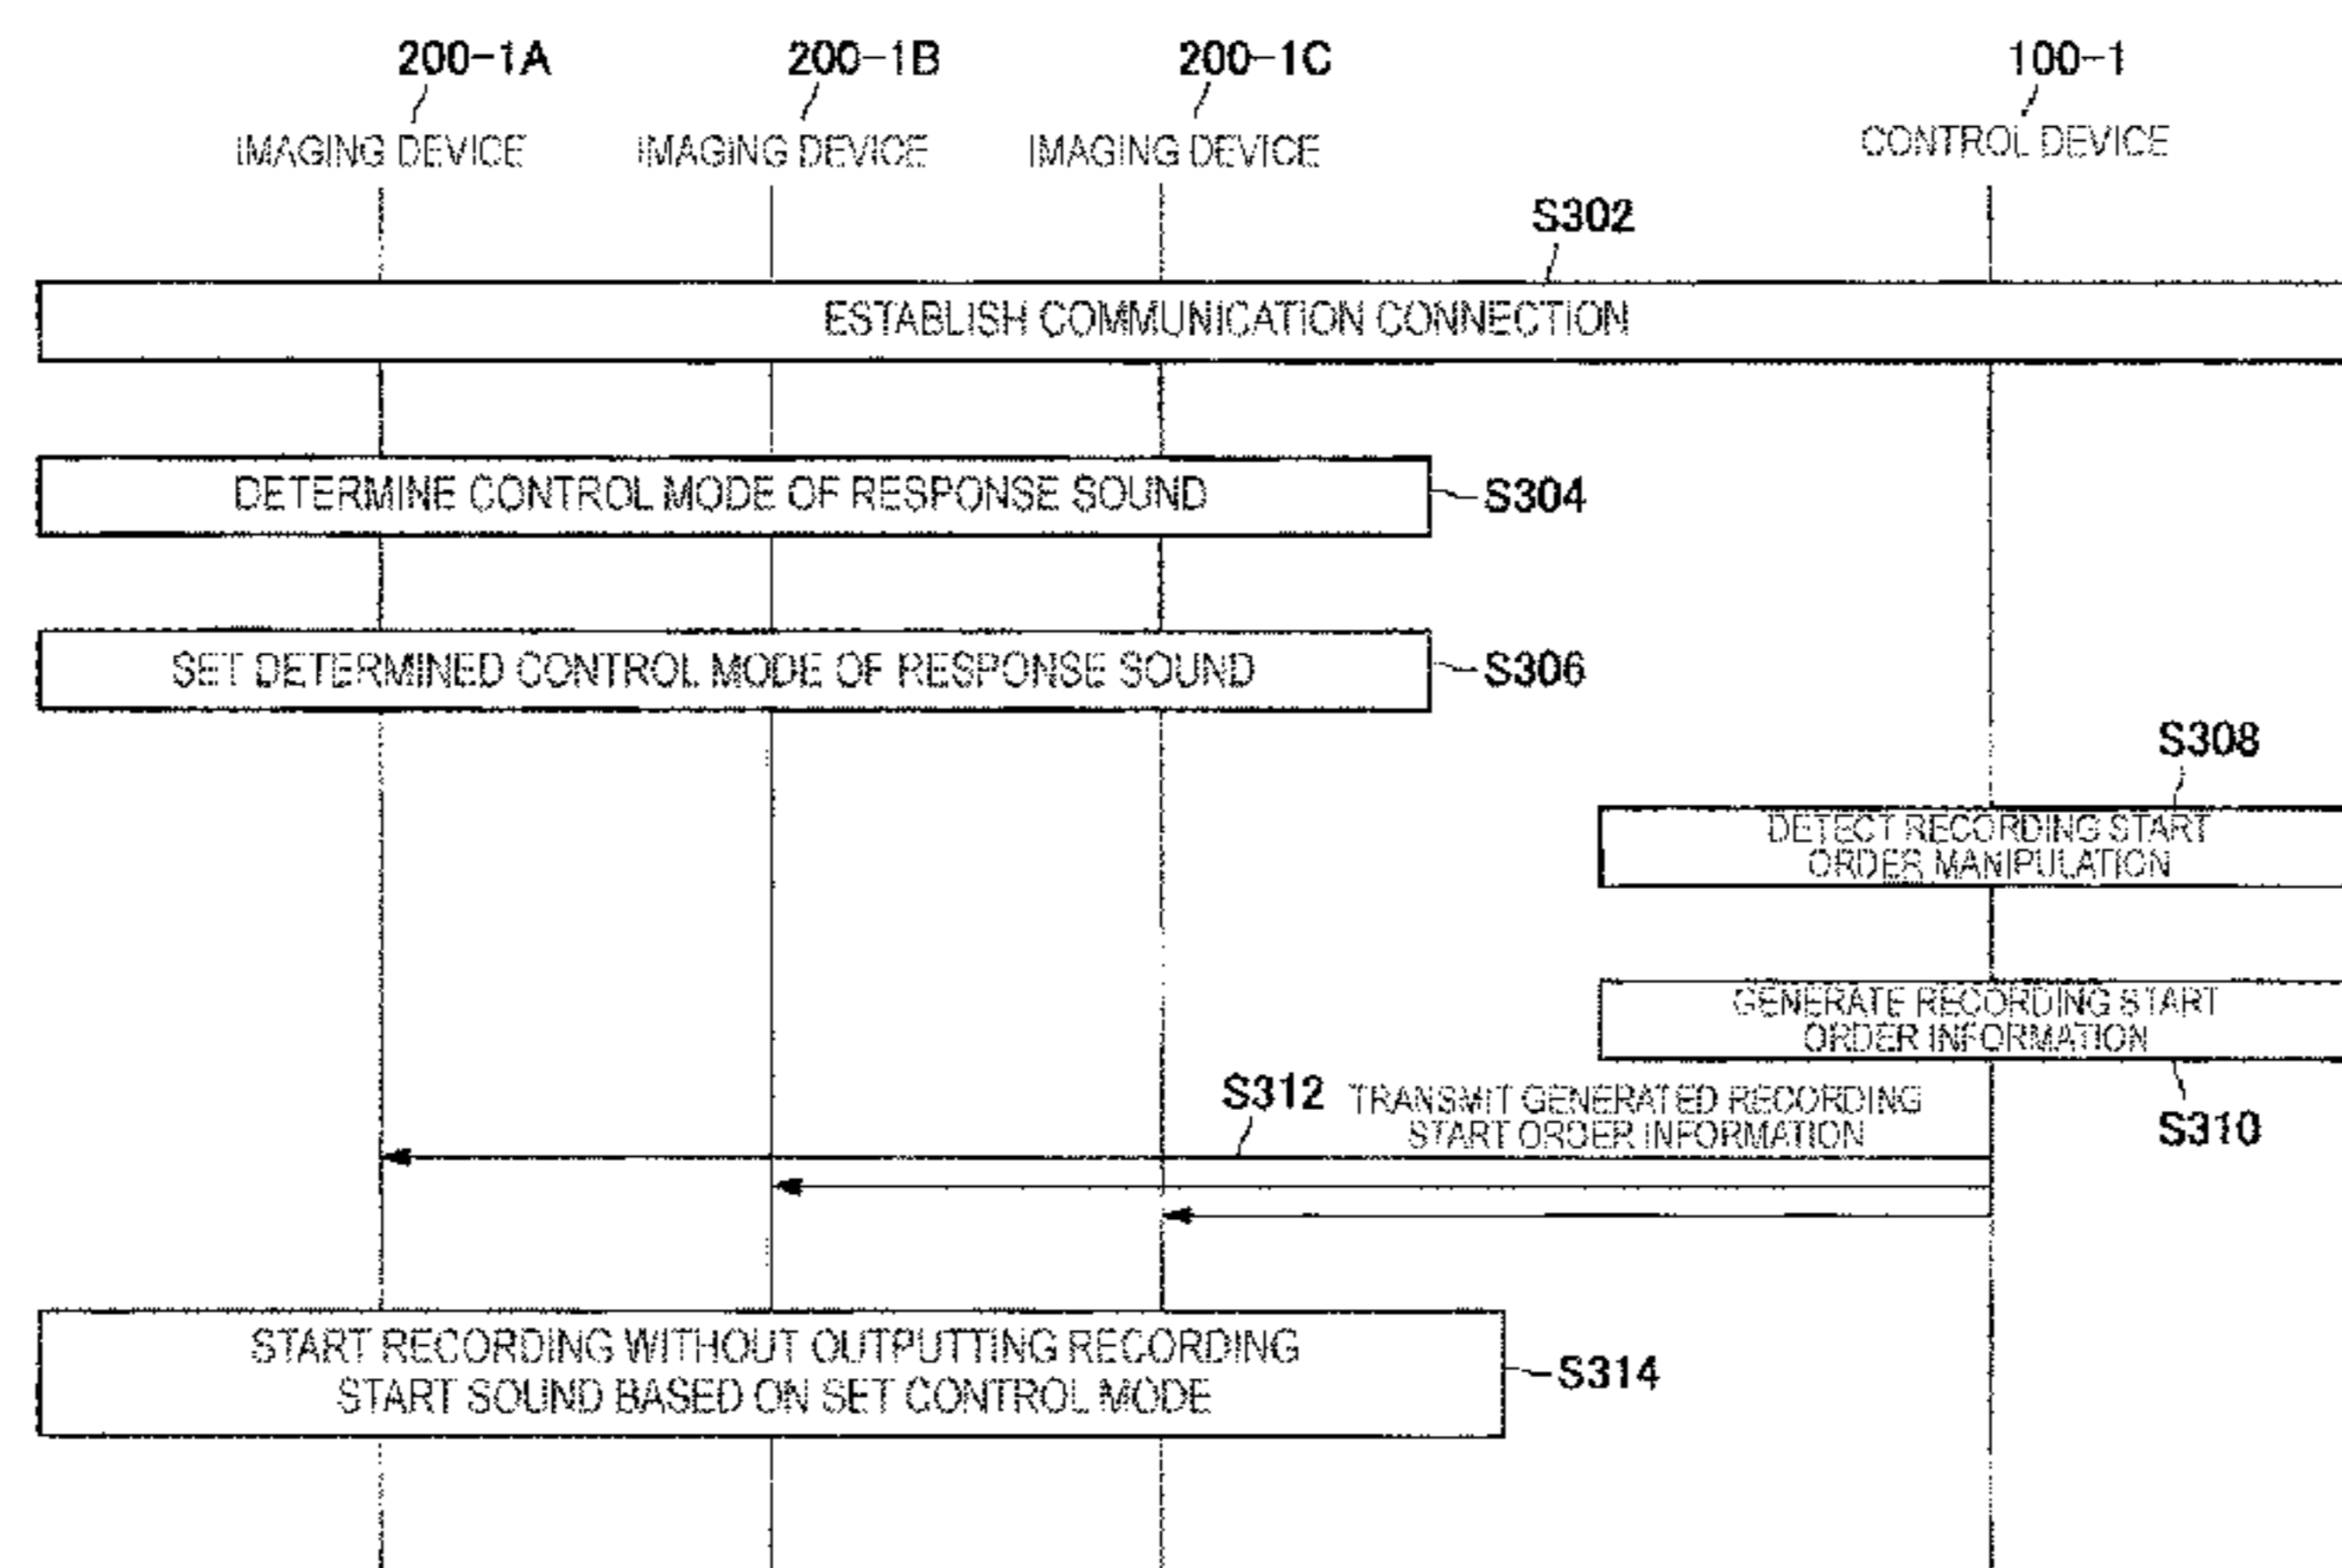 200-1A
200-1B
200-1C
100-1
IMAGING DEVICE
IMAGING DEVICE
IMAGING DEVICE
CONTROL DEVICE
S302
ESTABLISH COMMUNICATION CONNECTION
DETERMINE CONTROL MODE OF RESPONSE SOUND
S304
SET DETERMINED CONTROL MODE OF RESPONSE SOUND
S306
S308
DETECT RECORDING START
ORDER MANIPULATION
GENERATE RECORDING START
ORDER INFORMATION
S310
S312
TRANSMIT GENERATED RECORDING
START ORDER INFORMATION
START RECORDING WITHOUT OUTPUTTING RECORDING
START SOUND BASED ON SET CONTROL MODE
S314